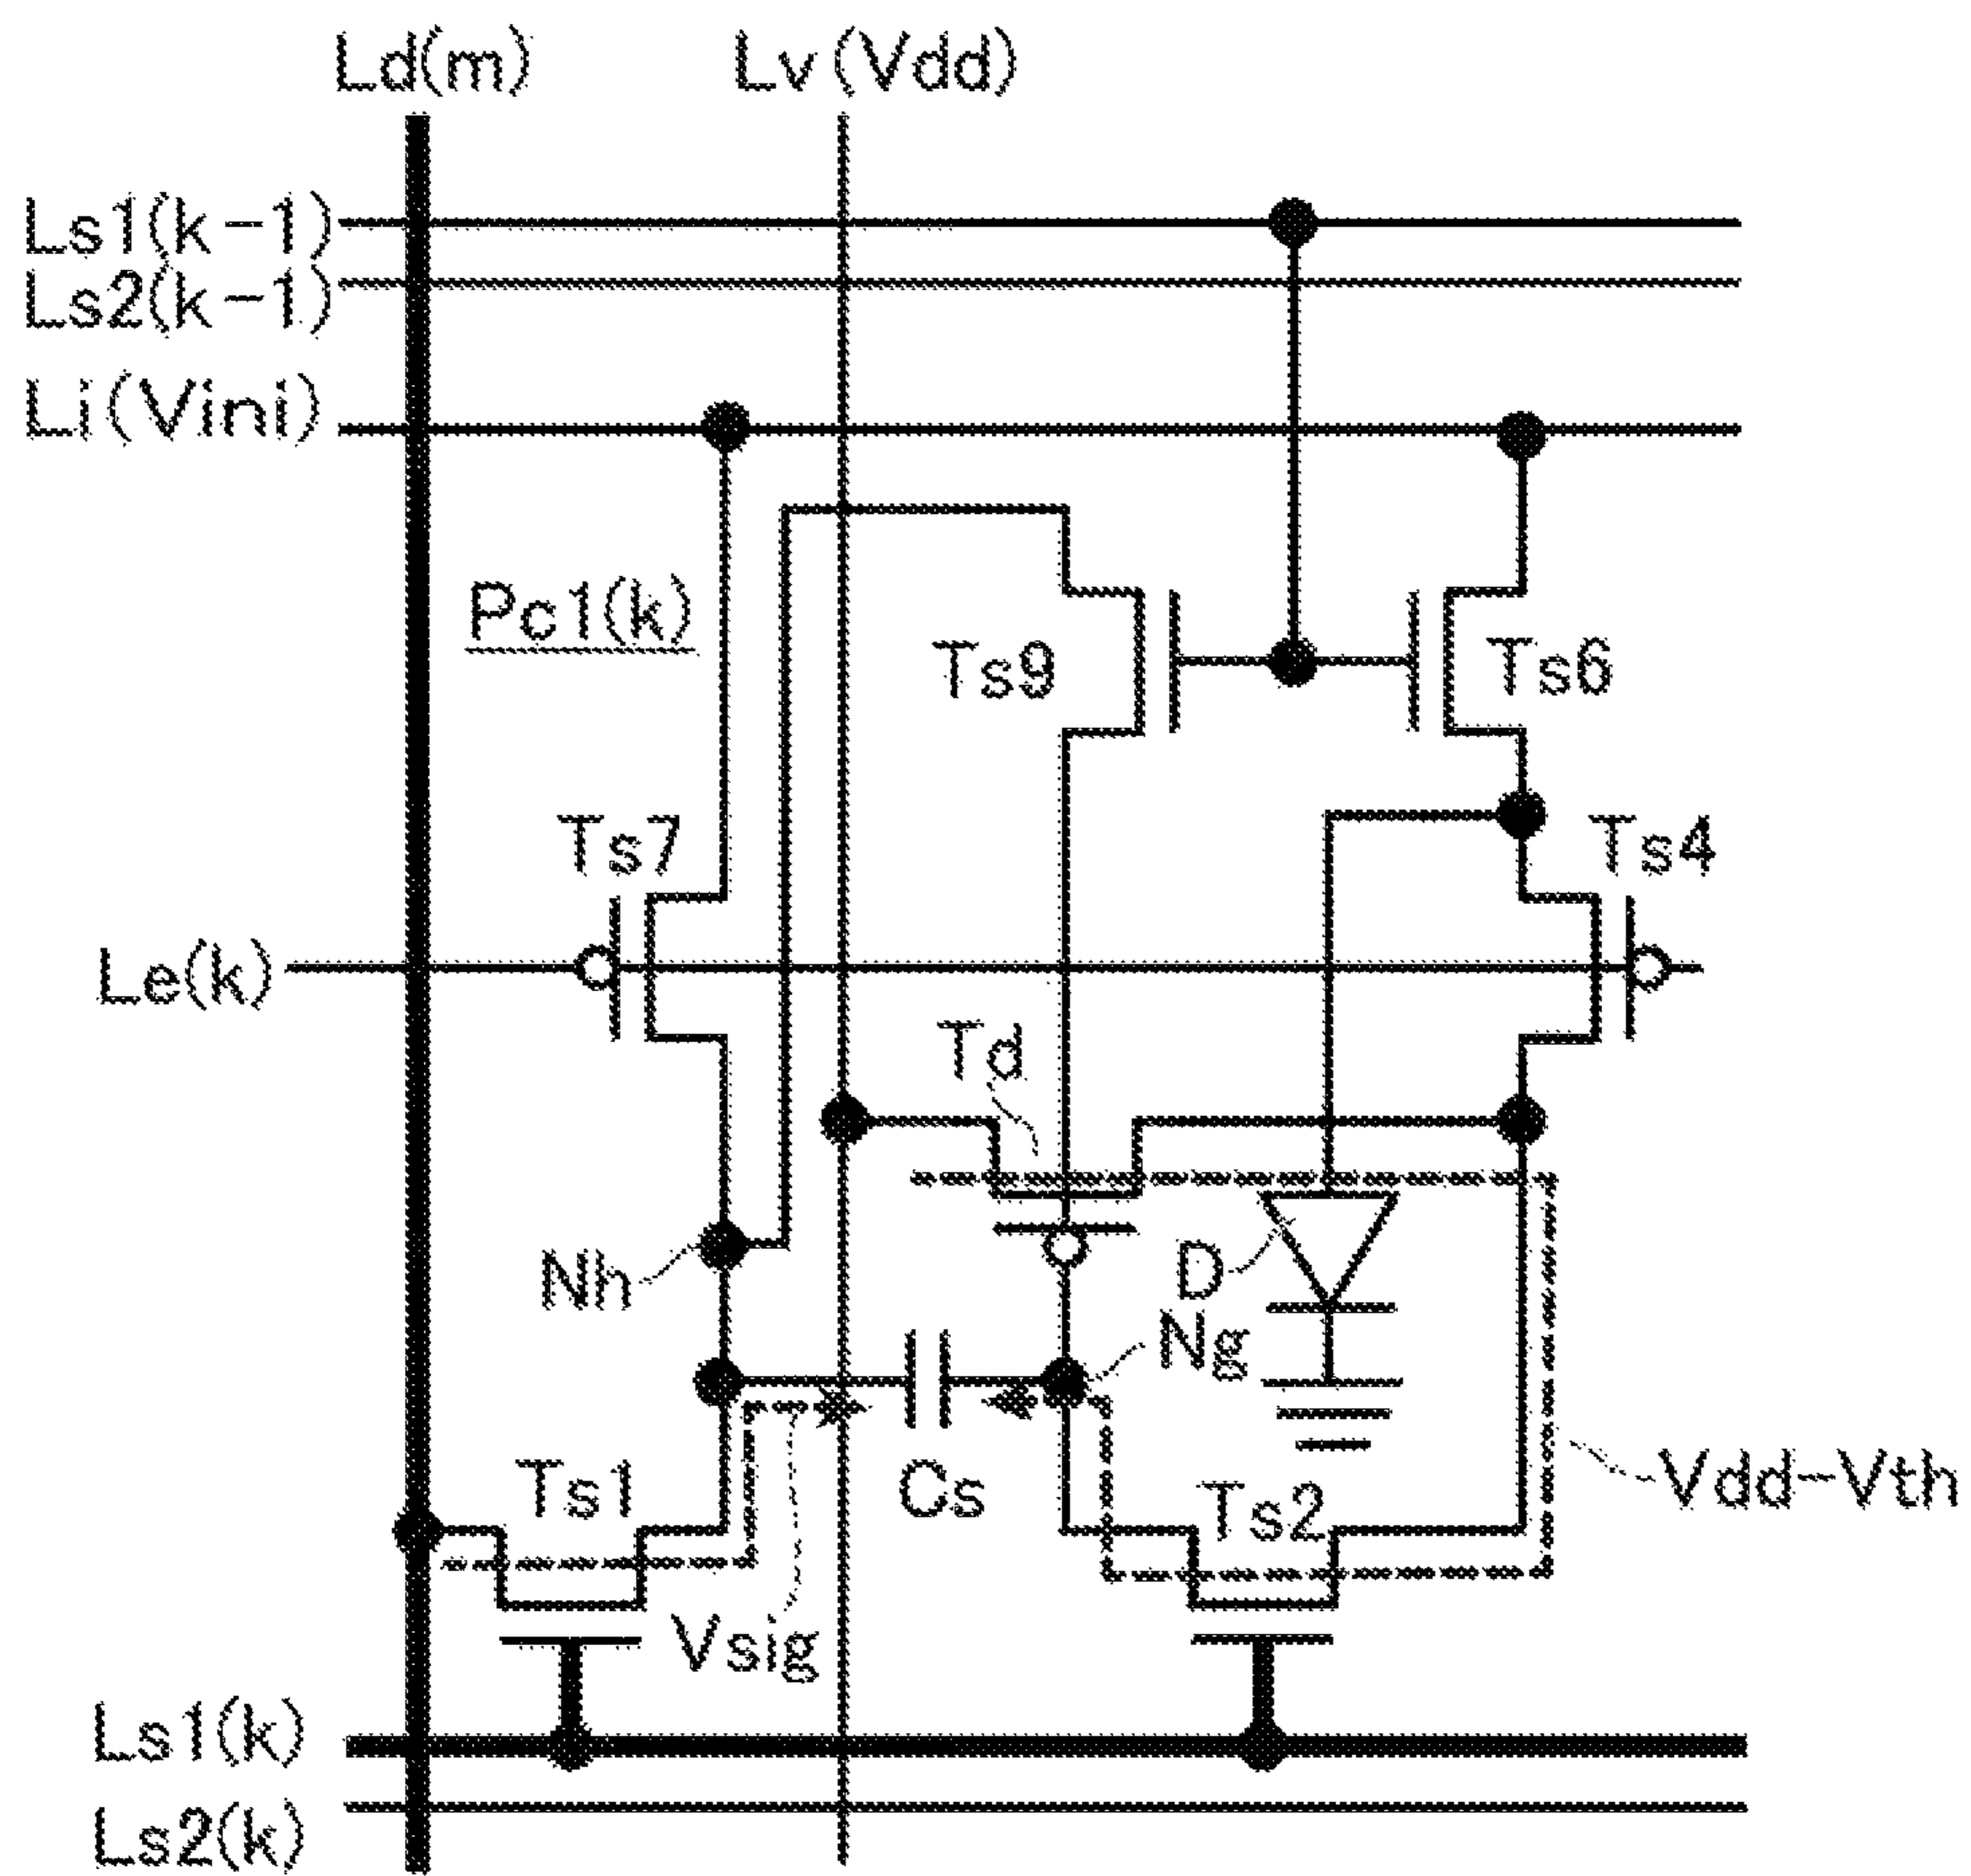 Ld(m)
Lv(Vdd)
Ls1(k-1)
Ls2(k-1)
Li(Vini)
Pc1(k)
Ts9
Ts6
Ts7
Ts4
Le(k)
Td
Nh
D
Ng
Ts1
Cs
Ts2
Vdd-Vth
Vsig
Ls1(k)
Ls2(k)